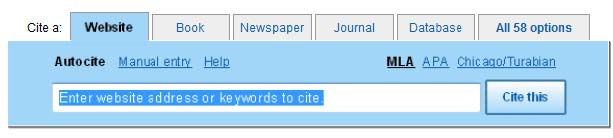 Cite a: Website Book Newspaper Journal Database All 58 options
Autocite Manual entry Help MLA APA Chicago/Turabian
Enter website address or keywords to cite. Cite this